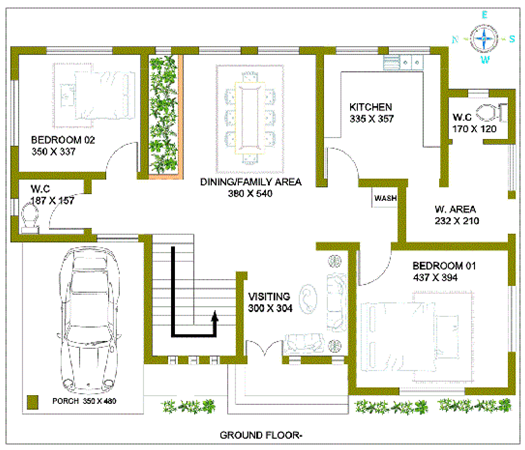 E
N
S
W
BEDROOM 02
350 X 337
KITCHEN
335 X 357
W.C
170 X 120
DINING/FAMILY AREA
380 X 540
W.C
187 X 157
WASH
W. AREA
232 X 210
BEDROOM 01
437 X 394
VISITING
300 X 304
PORCH 350 X 480
GROUND FLOOR-